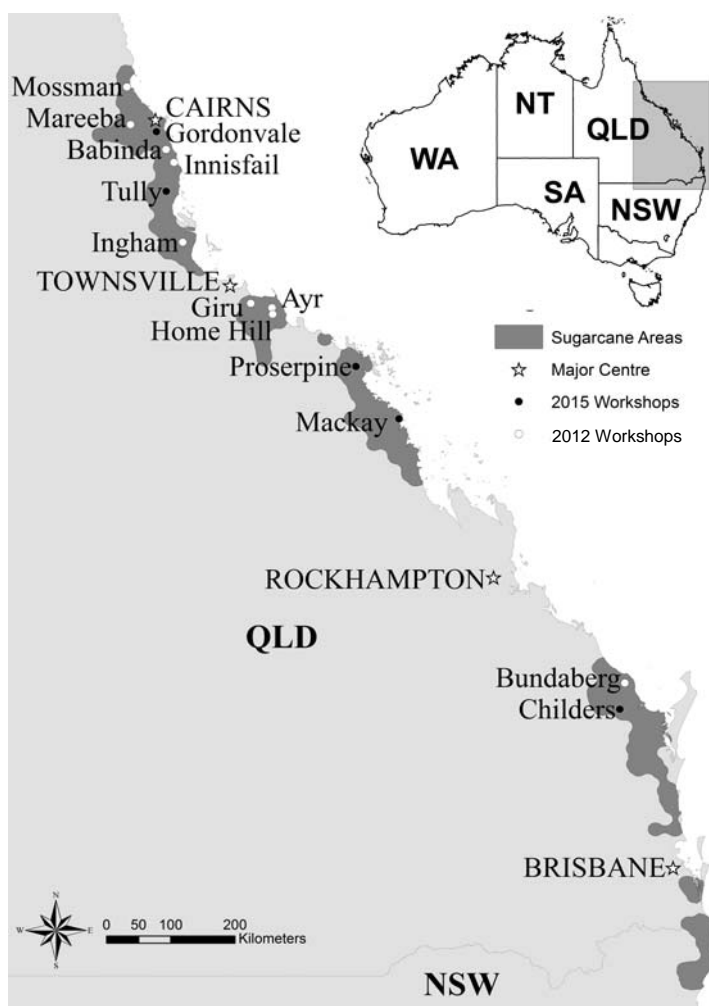 Mossman
CAIRNS
Mareeba
Gordonvale
Babinda
Innisfail
Tully
Ingham
TOWNSVILLE
Giru
Ayr
Home Hill
Proserpine
Mackay
ROCKHAMPTON
QLD
Bundaberg
Childers
BRISBANE
NSW
NT
QLD
WA
SA
NSW
Sugarcane Areas
Major Centre
2015 Workshops
2012 Workshops
N
W
E
S
0 50 100 200
Kilometers